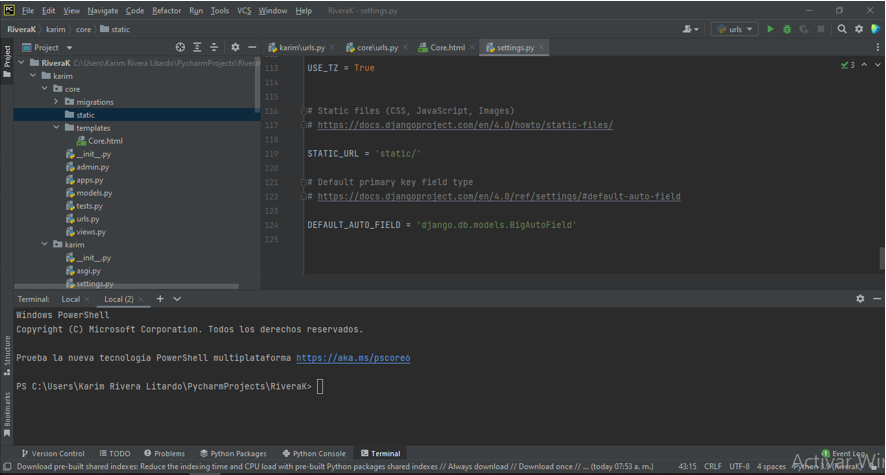 PC File Edit View Navigate Code Refactor Run Tools VCS Window Help RiveraK - settings.py
RiveraK karim core static
urls
Project
Project
karim\urls.py core\urls.py Core.html settings.py
RiveraK C:\Users\Karim Rivera Litardo\PycharmProjects\Rivera
karim
core
migrations
static
templates
Core.html
__init__.py
admin.py
apps.py
models.py
tests.py
urls.py
views.py
karim
__init__.py
asgi.py
settings.py
3
113 USE_TZ = True
114
115
116 # Static files (CSS, JavaScript, Images)
117 # https://docs.djangoproject.com/en/4.0/howto/static-files/
118
119 STATIC_URL = 'static/'
120
121 # Default primary key field type
122 # https://docs.djangoproject.com/en/4.0/ref/settings/#default-auto-field
123
124 DEFAULT_AUTO_FIELD = 'django.db.models.BigAutoField'
125
Terminal: Local Local (2)
Windows PowerShell
Copyright (C) Microsoft Corporation. Todos los derechos reservados.
Prueba la nueva tecnología PowerShell multiplataforma https://aka.ms/pscore6
PS C:\Users\Karim Rivera Litardo\PycharmProjects\RiveraK>
Structure
Bookmarks
Version Control TODO Problems Python Packages Python Console Terminal
1 Event Log
Activar Win
Download pre-built shared indexes: Reduce the indexing time and CPU load with pre-built Python packages shared indexes // Always download // Download once // ... (today 07:53 a. m.) 43:15 CRLF UTF-8 4 spaces Python 3.9 (RiveraK)